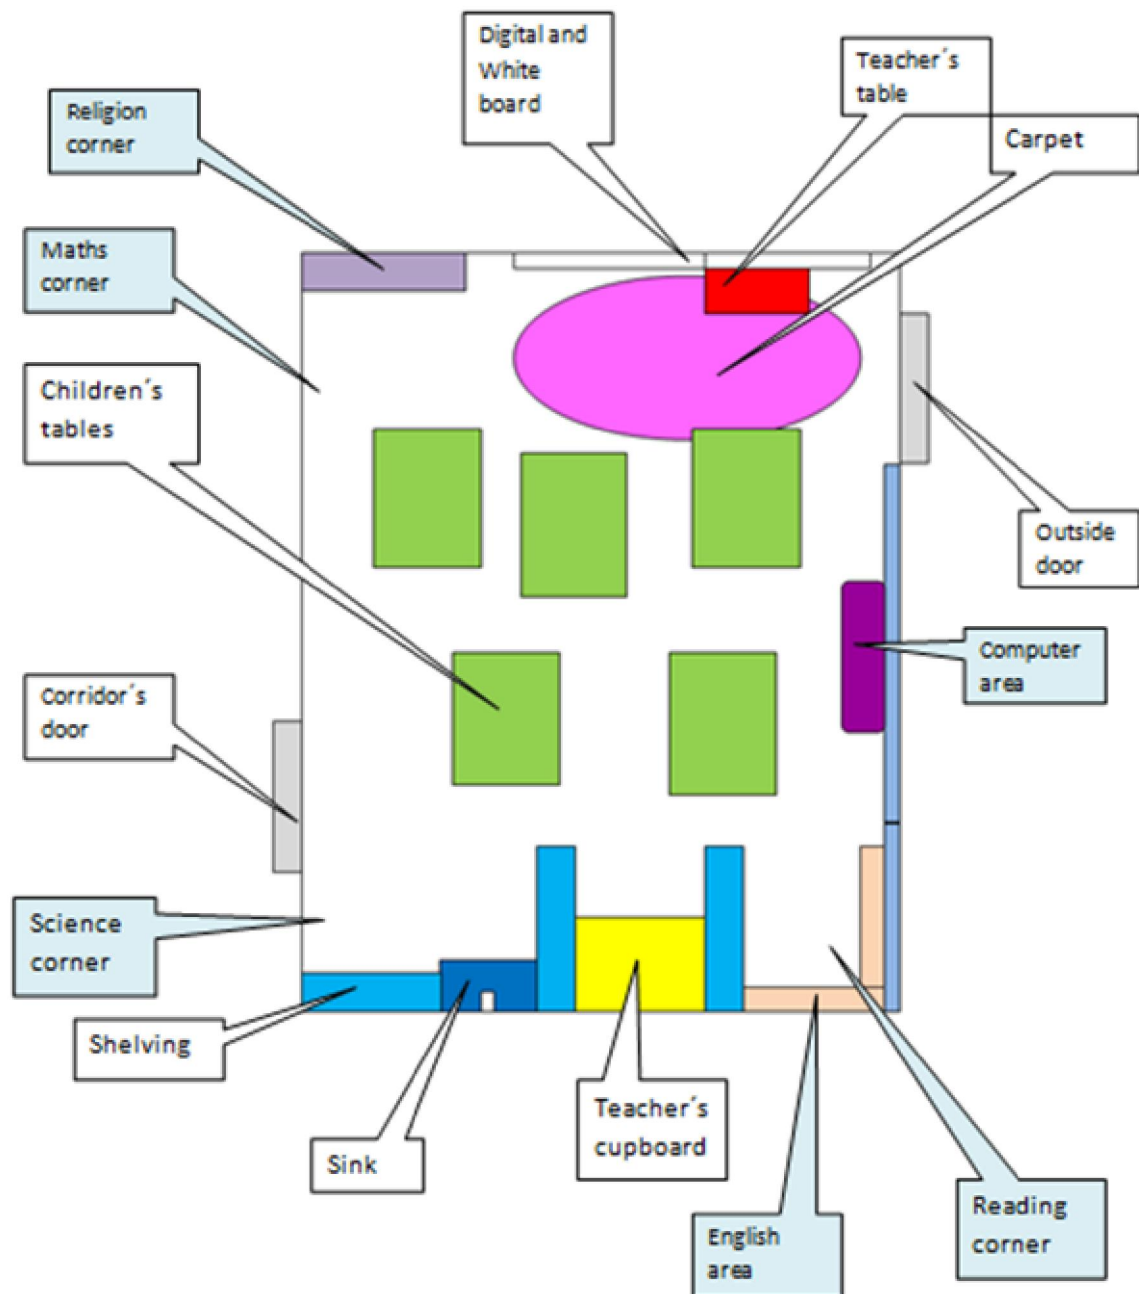 Digital and
White
board
Teacher´s
table
Carpet
Religion
corner
Maths
corner
Children´s
tables
Outside
door
Computer
area
Corridor´s
door
Science
corner
Shelving
Sink
Teacher´s
cupboard
English
area
Reading
corner